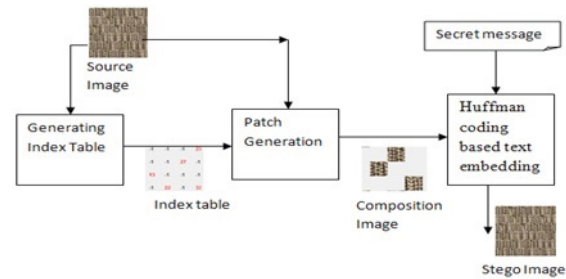 Source
Image
Secret message
Generating
Index Table
Patch
Generation
Huffman
coding
based text
embedding
Index table
Composition
Image
Stego Image